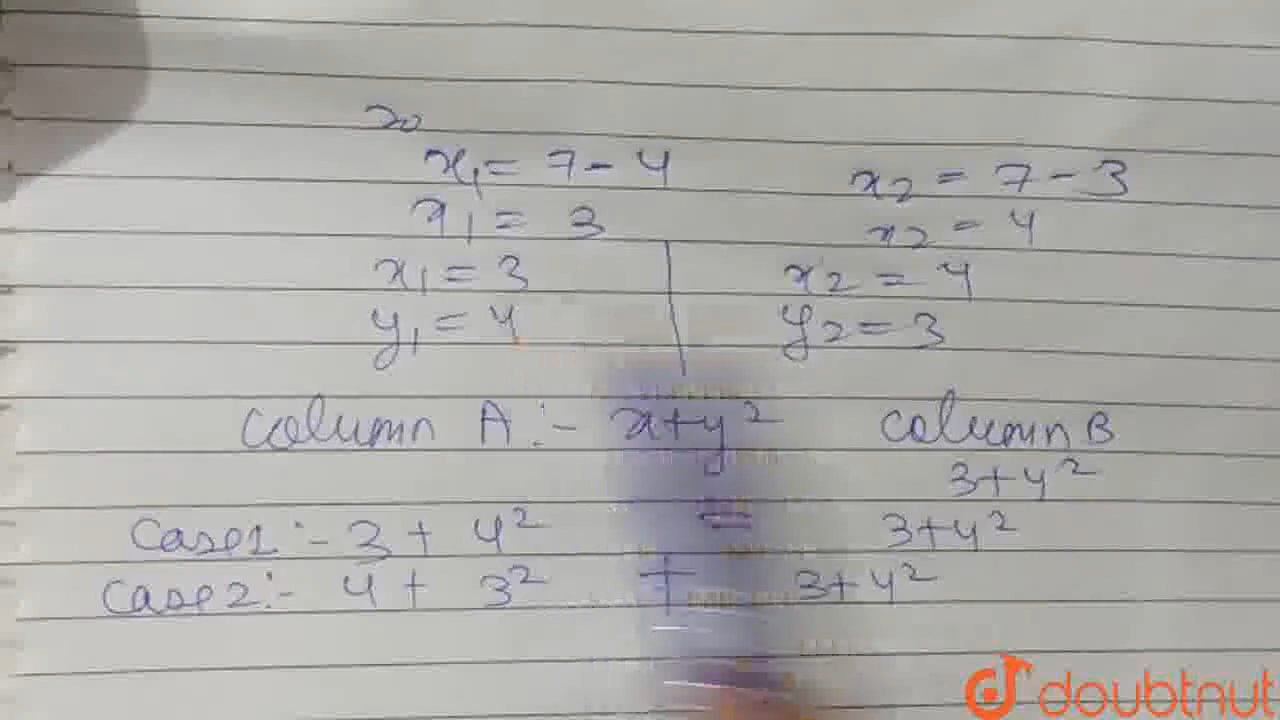 So
x₁ = 7 - 4
x₂ = 7 - 3
x₁ = 3
x₂ = 4
x₁ = 3
x₂ = 4
y₁ = 4
y₂ = 3
Column A :- x+y²
Column B
3+4²
Case1 :- 3 + 4² = 3+4²
Case2 :- 4 + 3² ≠ 3+4²
doubtnut